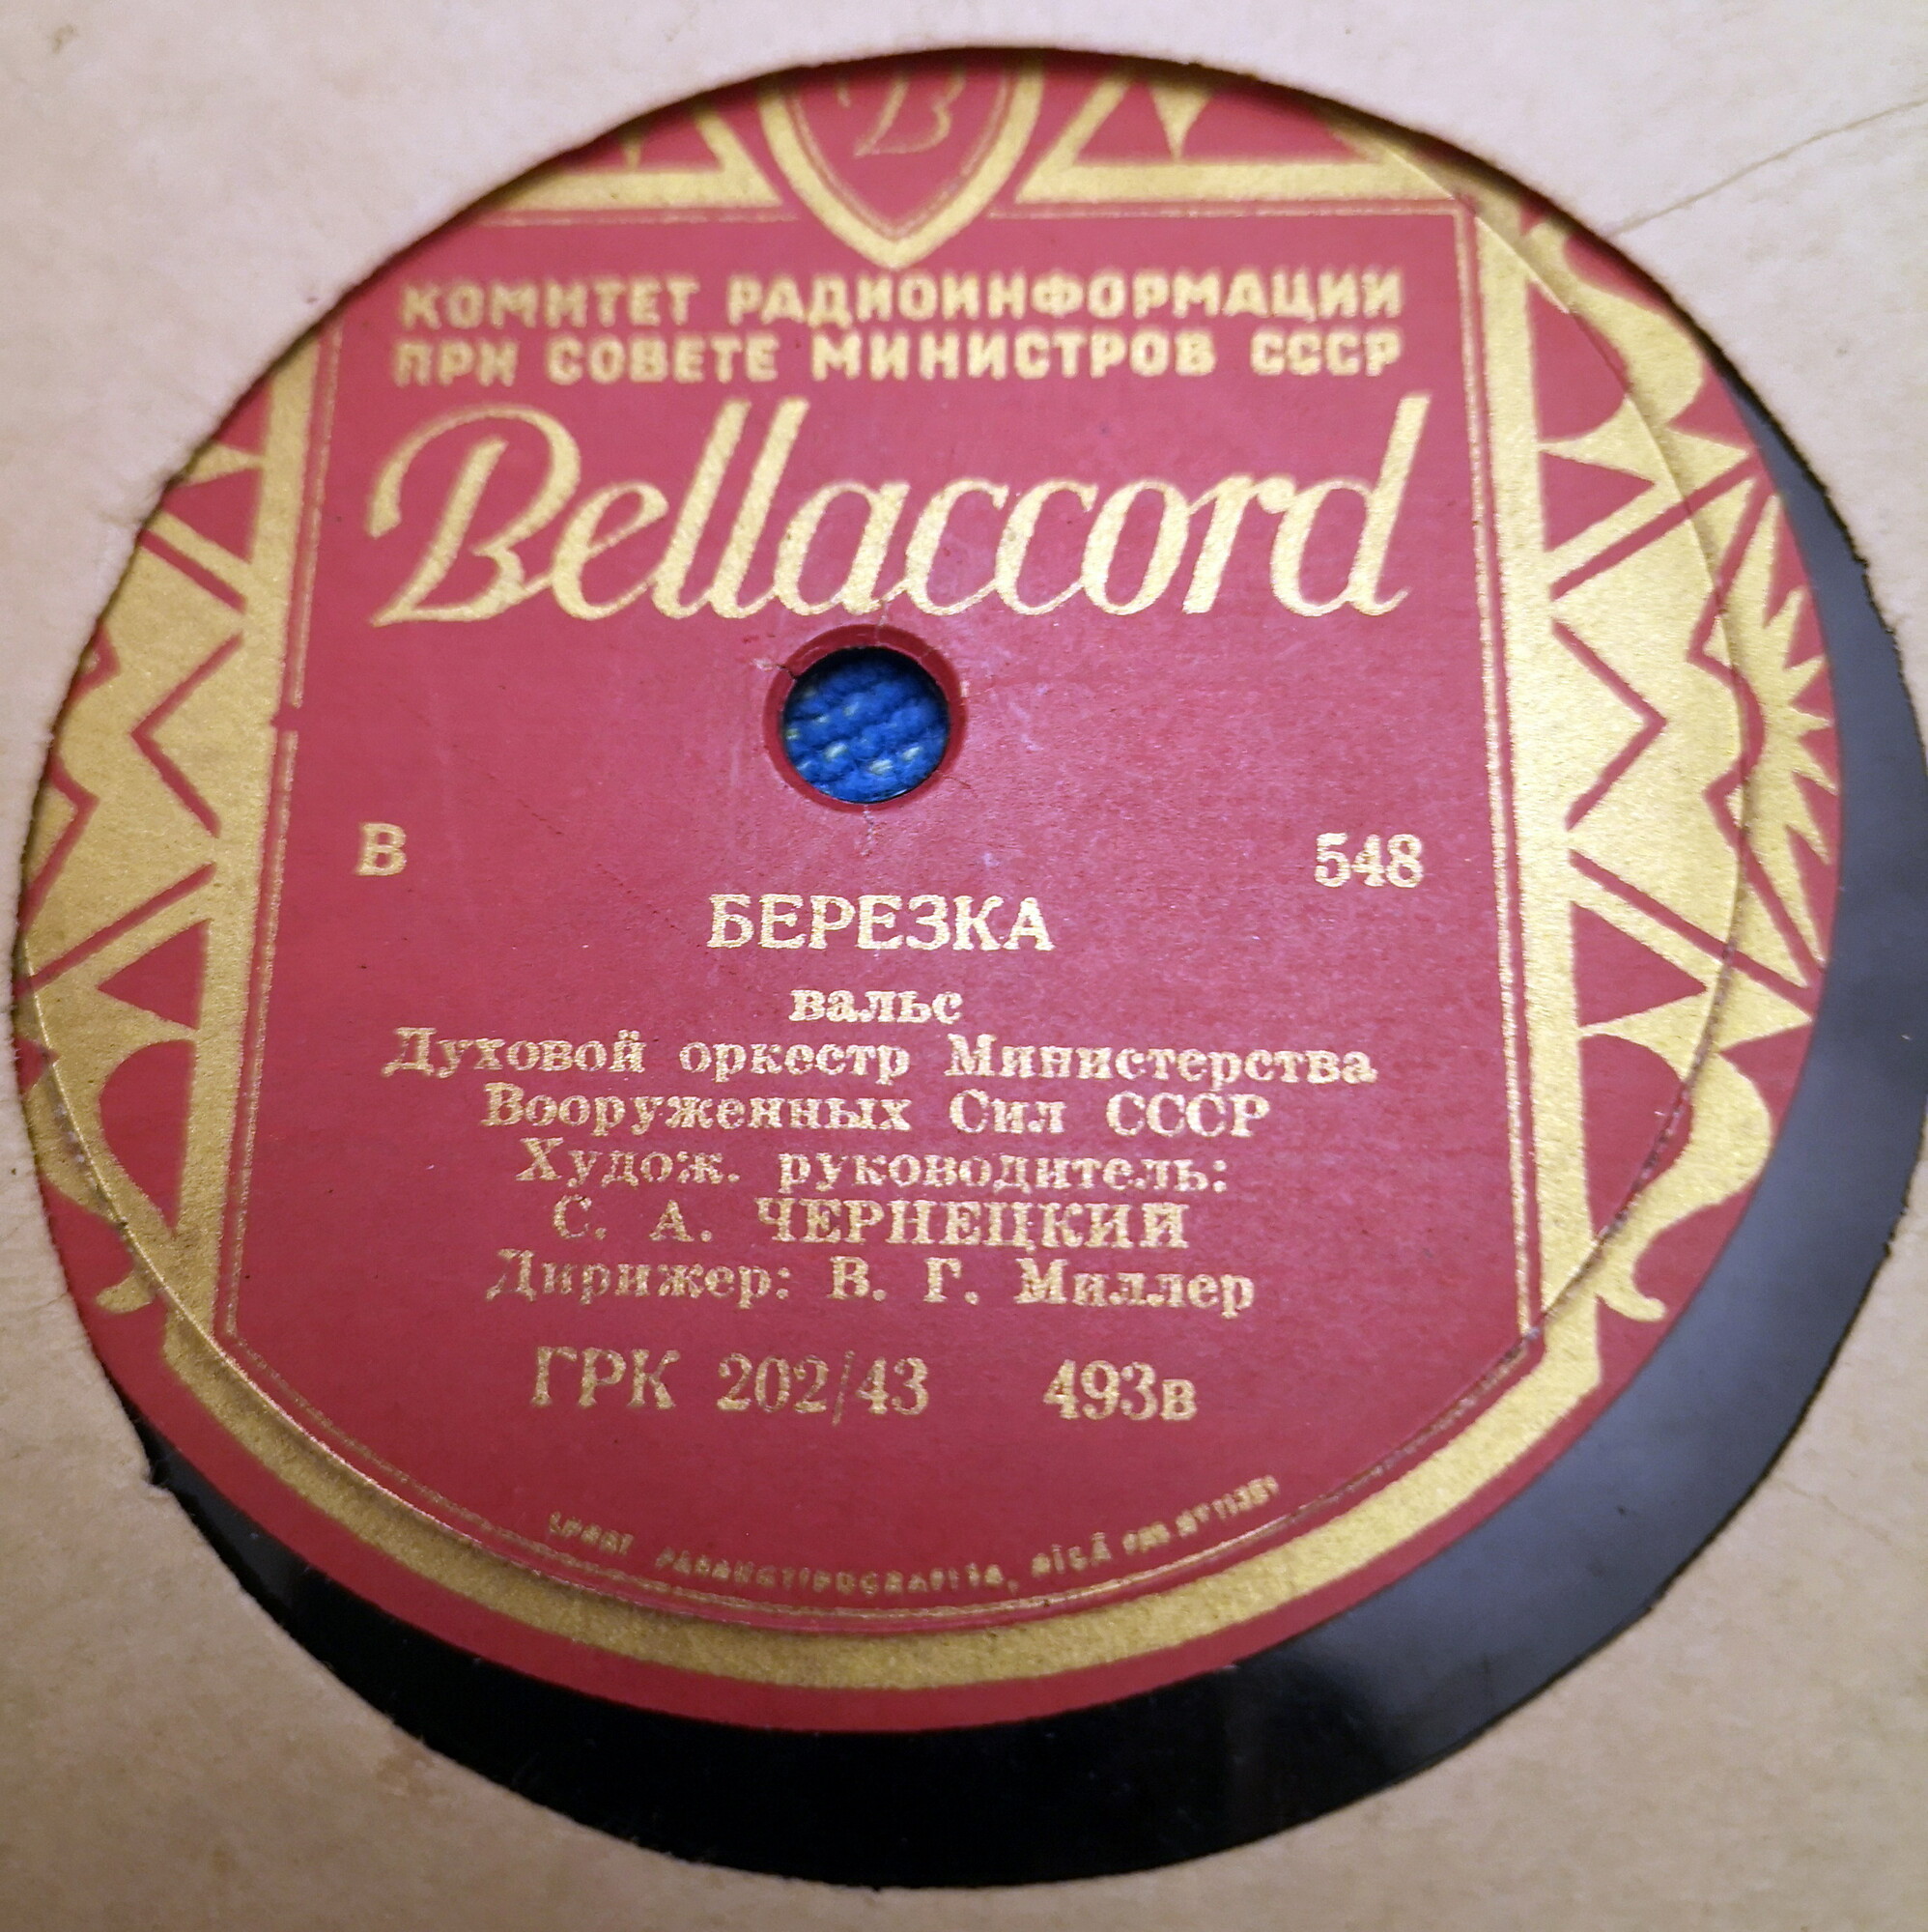 B
КОМИТЕТ РАДИОИНФОРМАЦИИ
ПРИ СОВЕТЕ МИНИСТРОВ СССР
Bellaccord
В 548
БЕРЕЗКА
вальс
Духовой оркестр Министерства
Вооруженных Сил СССР
Худож. руководитель:
С. А. ЧЕРНЕЦКИЙ
Дирижер: В. Г. Миллер
ГРК 202/43 493в
RĪGĀ